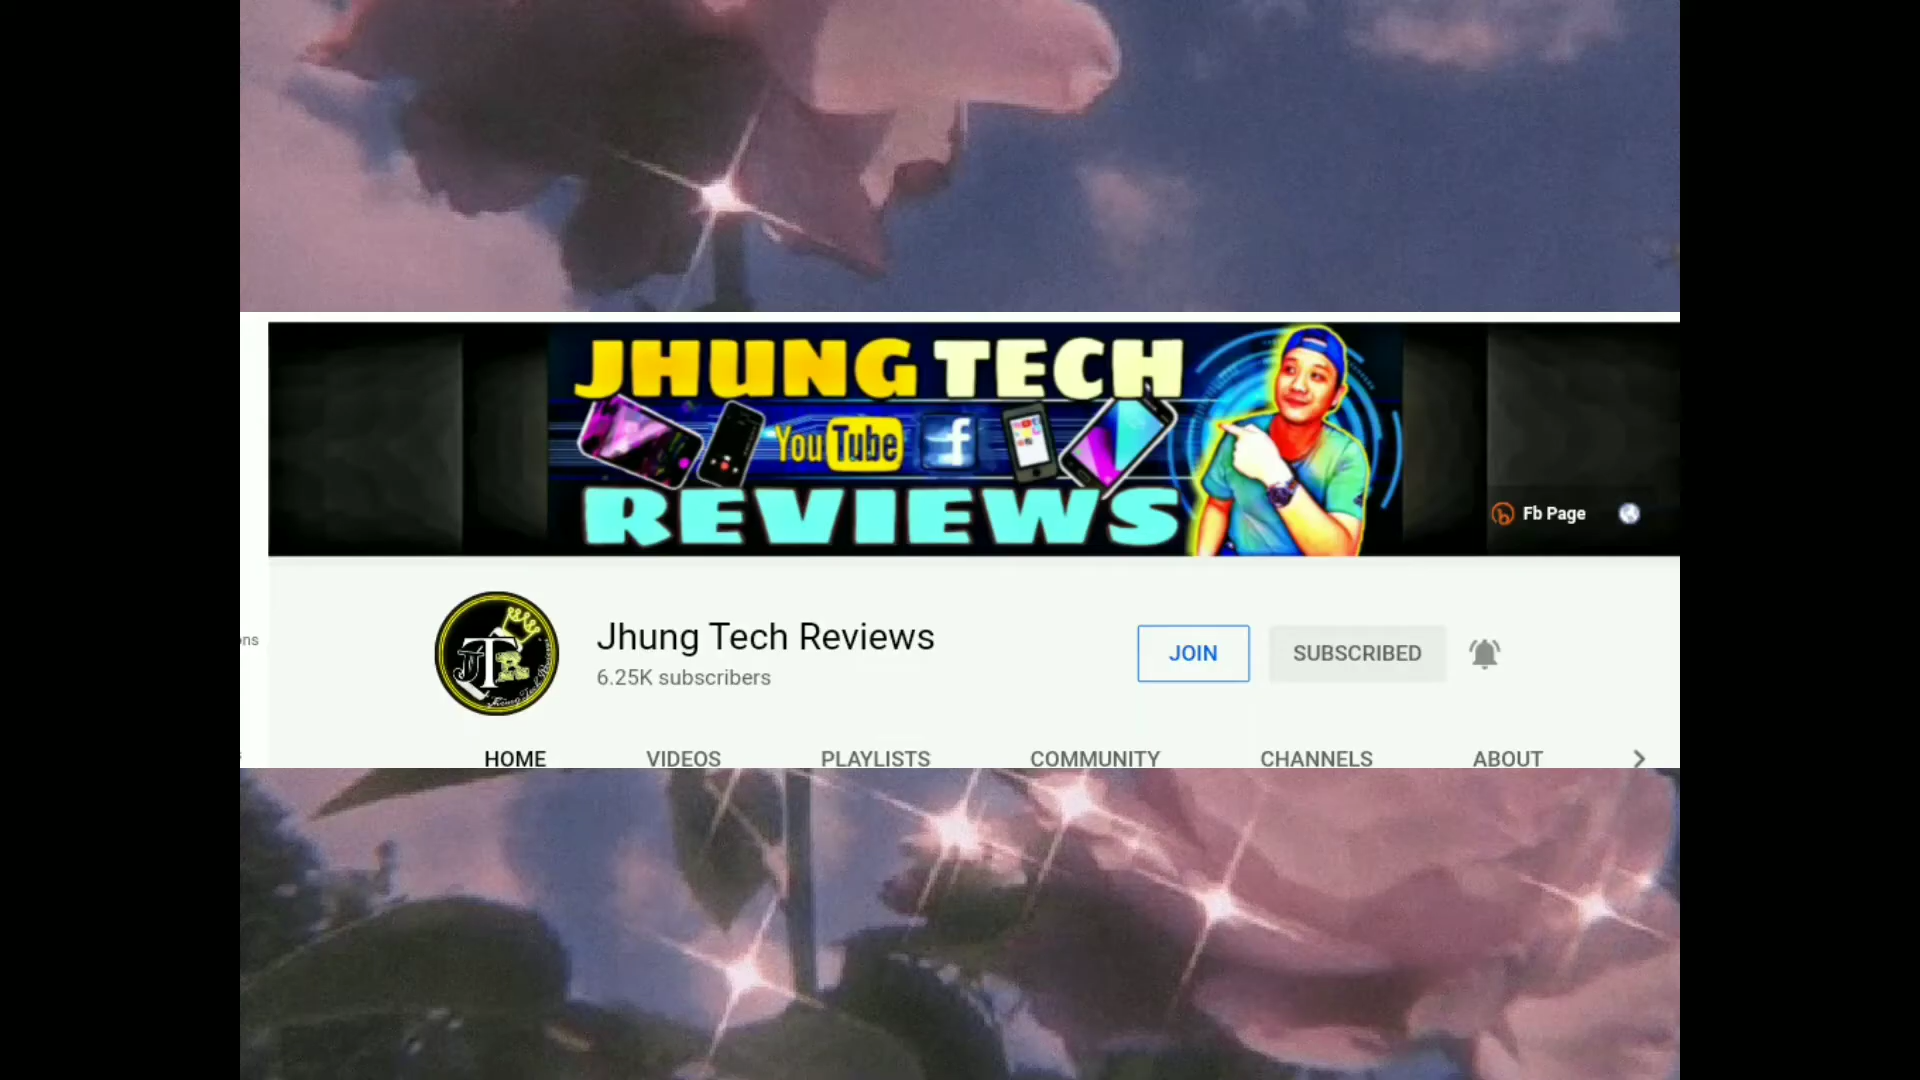 JHUNG TECH
YouTube f
REVIEWS
Fb Page
ons
Jhung Tech Reviews
JOIN
SUBSCRIBED
6.25K subscribers
HOME VIDEOS PLAYLISTS COMMUNITY CHANNELS ABOUT